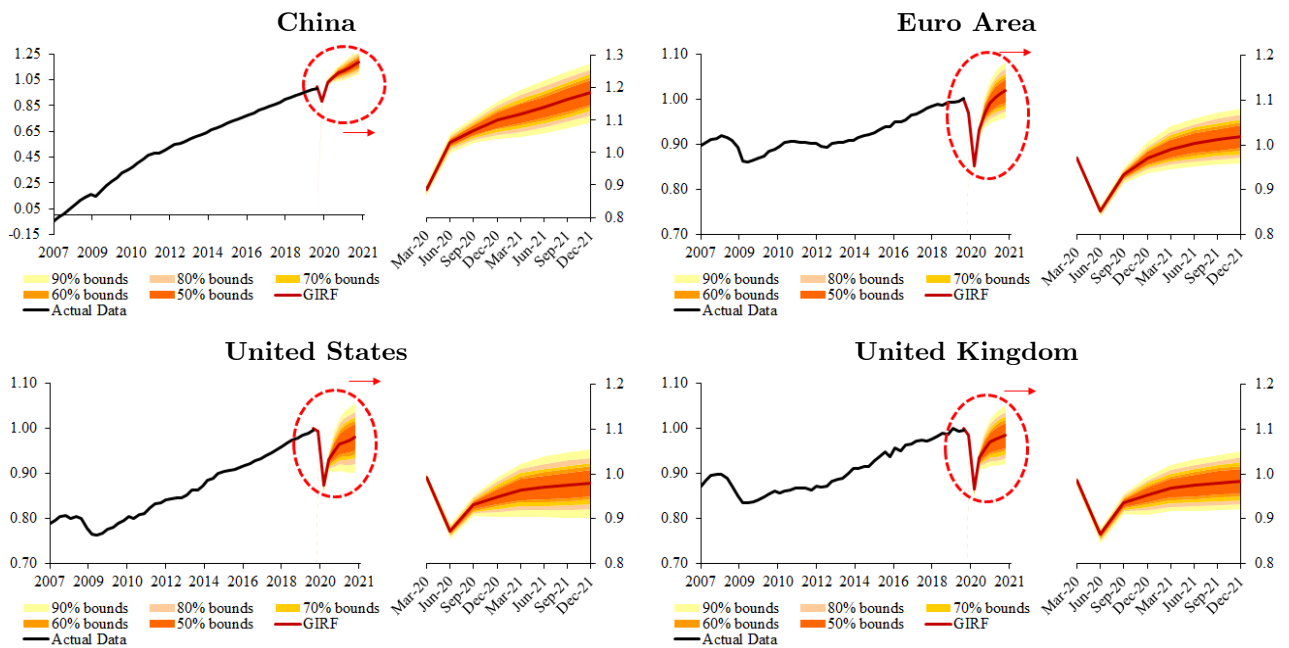 China
1.25
1.05
0.85
0.65
0.45
0.25
0.05
-0.15
2007 2009 2010 2012 2014 2015 2017 2019 2020 2021
1.3
1.2
1.1
1.0
0.9
0.8
Mar-20 Jun-20 Sep-20 Dec-20 Mar-21 Jun-21 Sep-21 Dec-21
90% bounds 80% bounds 70% bounds
60% bounds 50% bounds GIRF
Actual Data
Euro Area
1.10
1.00
0.90
0.80
0.70
2007 2009 2010 2012 2014 2015 2017 2019 2020 2021
1.2
1.1
1.0
0.9
0.8
Mar-20 Jun-20 Sep-20 Dec-20 Mar-21 Jun-21 Sep-21 Dec-21
90% bounds 80% bounds 70% bounds
60% bounds 50% bounds GIRF
Actual Data
United States
1.10
1.00
0.90
0.80
0.70
2007 2009 2010 2012 2014 2015 2017 2019 2020 2021
1.2
1.1
1.0
0.9
0.8
Mar-20 Jun-20 Sep-20 Dec-20 Mar-21 Jun-21 Sep-21 Dec-21
90% bounds 80% bounds 70% bounds
60% bounds 50% bounds GIRF
Actual Data
United Kingdom
1.10
1.00
0.90
0.80
0.70
2007 2009 2010 2012 2014 2015 2017 2019 2020 2021
1.2
1.1
1.0
0.9
0.8
Mar-20 Jun-20 Sep-20 Dec-20 Mar-21 Jun-21 Sep-21 Dec-21
90% bounds 80% bounds 70% bounds
60% bounds 50% bounds GIRF
Actual Data